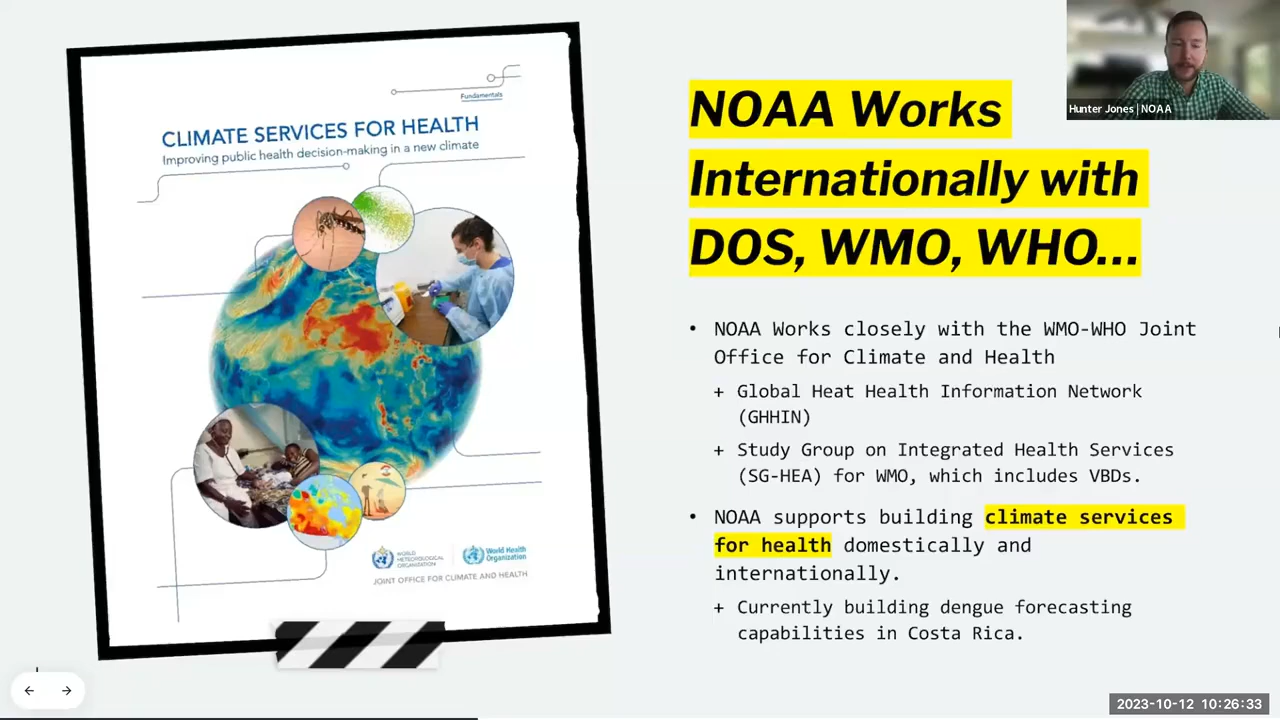 Fundamentals
CLIMATE SERVICES FOR HEALTH
Improving public health decision-making in a new climate
WORLD
METEOROLOGICAL
ORGANIZATION
World Health
Organization
JOINT OFFICE FOR CLIMATE AND HEALTH
NOAA Works
Internationally with
DOS, WMO, WHO...
• NOAA Works closely with the WMO-WHO Joint
Office for Climate and Health
+ Global Heat Health Information Network
(GHHIN)
+ Study Group on Integrated Health Services
(SG-HEA) for WMO, which includes VBDs.
• NOAA supports building climate services
for health domestically and
internationally.
+ Currently building dengue forecasting
capabilities in Costa Rica.
Hunter Jones | NOAA
2023-10-12 10:26:33